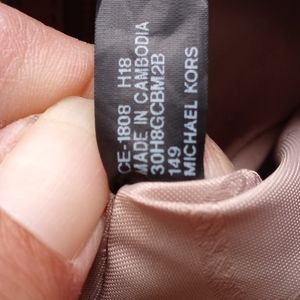 CE-1808 H18
MADE IN CAMBODIA
30H8GCBM2B
149
MICHAEL KORS